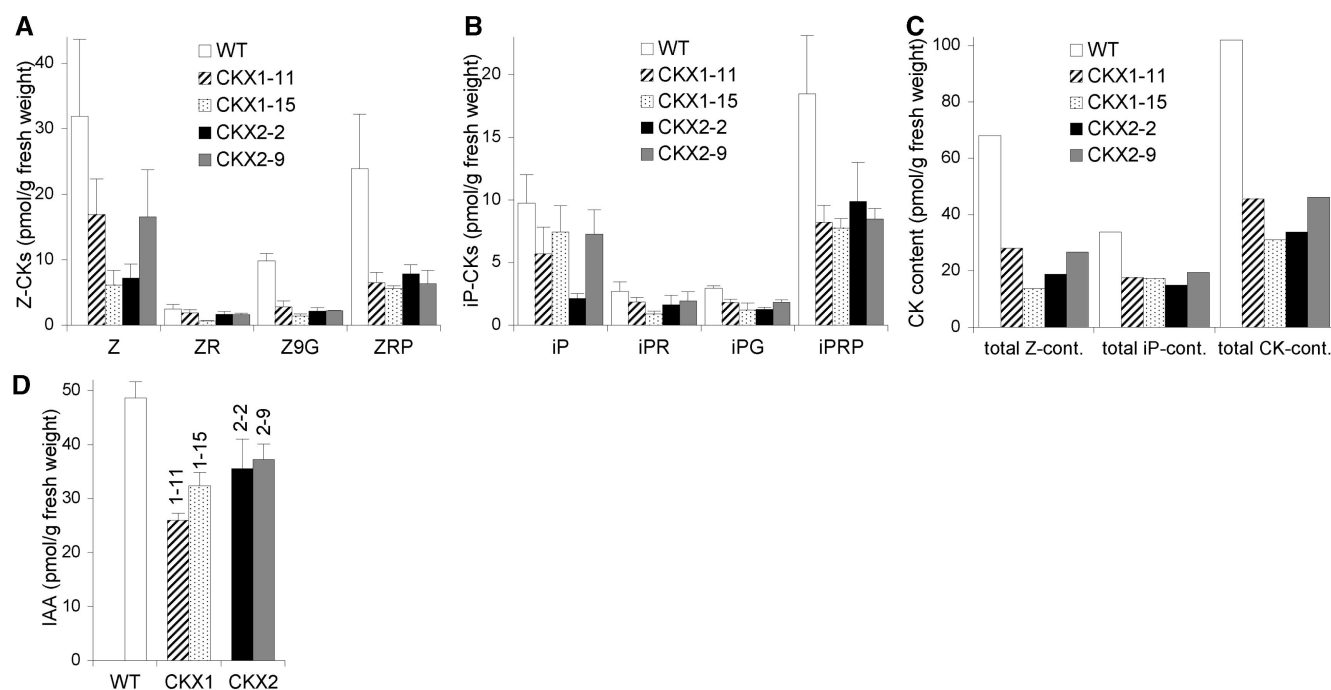 A
Z-CKs (pmol/g fresh weight)
40
30
20
10
0
WT
CKX1-11
CKX1-15
CKX2-2
CKX2-9
Z ZR Z9G ZRP
B
iP-CKs (pmol/g fresh weight)
20
15
10
5
0
WT
CKX1-11
CKX1-15
CKX2-2
CKX2-9
iP iPR iPG iPRP
C
CK content (pmol/g fresh weight)
100
80
60
40
20
0
WT
CKX1-11
CKX1-15
CKX2-2
CKX2-9
total Z-cont. total iP-cont. total CK-cont.
D
IAA (pmol/g fresh weight)
50
40
30
20
10
0
1-11
1-15
2-2
2-9
WT CKX1 CKX2